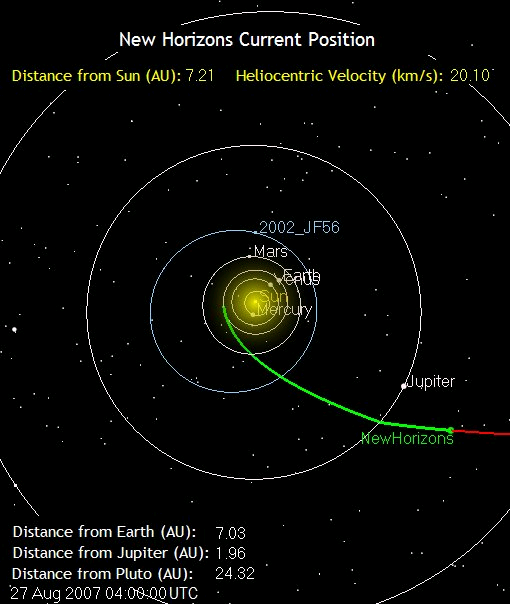 New Horizons Current Position
Distance from Sun (AU): 7.21 Heliocentric Velocity (km/s): 20.10
2002_JF56
Mars
Earth
Venus
Sun
Mercury
Jupiter
NewHorizons
Distance from Earth (AU): 7.03
Distance from Jupiter (AU): 1.96
Distance from Pluto (AU): 24.32
27 Aug 2007 04:00:00 UTC